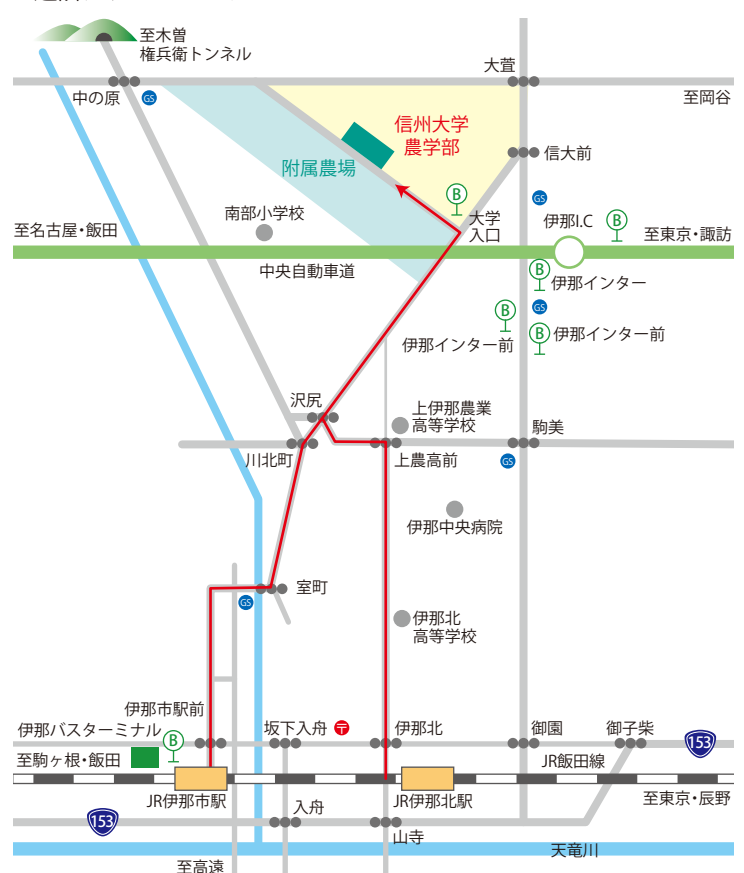 至木曽
権兵衛トンネル
大萱
中の原
GS
至岡谷
信州大学
農学部
信大前
附属農場
B
GS
南部小学校
大学
入口
伊那I.C
B
至名古屋・飯田
至東京・諏訪
中央自動車道
B
伊那インター
GS
B
伊那インター前
B
伊那インター前
沢尻
上伊那農業
高等学校
駒美
川北町
上農高前
GS
伊那中央病院
室町
GS
伊那北
高等学校
伊那市駅前
伊那バスターミナル
B
坂下入舟
〒
伊那北
御園
御子柴
153
至駒ヶ根・飯田
JR飯田線
JR伊那市駅
JR伊那北駅
至東京・辰野
153
入舟
山寺
天竜川
至高遠